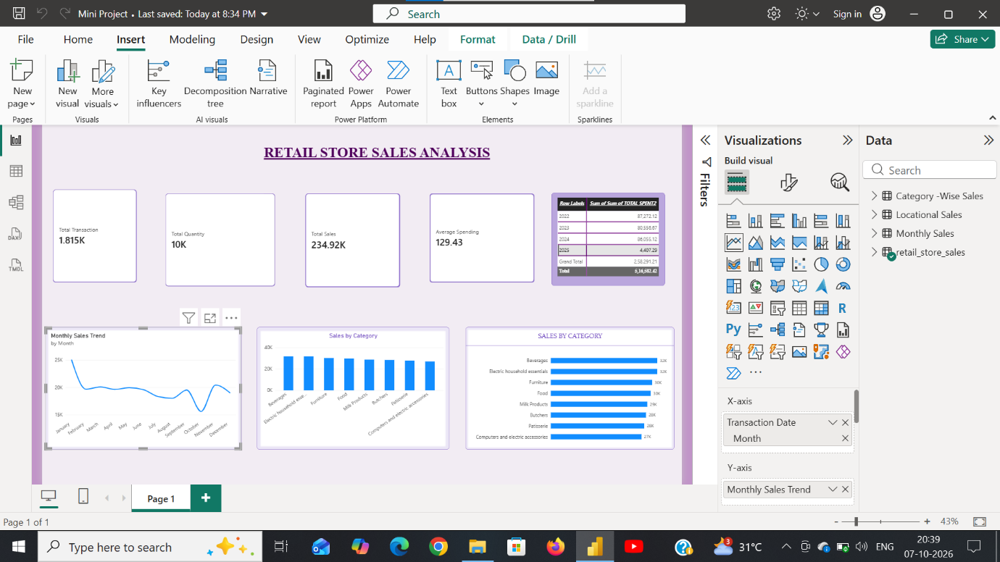 Mini Project • Last saved: Today at 8:34 PM
Search
Sign in
File Home Insert Modeling Design View Optimize Help Format Data / Drill
Share
New page
New visual
More visuals
Key influencers
Decomposition tree
Narrative
Paginated report
Power Apps
Power Automate
Text box
Buttons
Shapes
Image
Add a sparkline
Pages
Visuals
AI visuals
Power Platform
Elements
Sparklines
DAX
TMDL
RETAIL STORE SALES ANALYSIS
Total Transaction
1.815K
Total Quantity
10K
Total Sales
234.92K
Average Spending
129.43
Row Labels Sum of Sum of TOTAL SPENT2
2022 87,272.12
2023 80,556.67
2024 86,055.12
2025 4,407.29
Grand Total 2,58,291.21
Total 5,16,582.42
Monthly Sales Trend
by Month
25K
20K
15K
January
February
March
April
May
June
July
August
September
October
November
December
Sales by Category
40K
20K
0K
Beverages
Electric household esse...
Furniture
Food
Milk Products
Butchers
Patisserie
Computers and electric accessories
SALES BY CATEGORY
Beverages 32K
Electric household essentials 32K
Furniture 30K
Food 30K
Milk Products 29K
Butchers 28K
Patisserie 28K
Computers and electric accessories 27K
Filters
Visualizations
Build visual
123
R
Py
X-axis
Transaction Date
Month
Y-axis
Monthly Sales Trend
Data
Search
Category -Wise Sales
Locational Sales
Monthly Sales
retail_store_sales
Page 1
Page 1 of 1
43%
Type here to search
3
31°C
ENG
20:39
07-10-2026